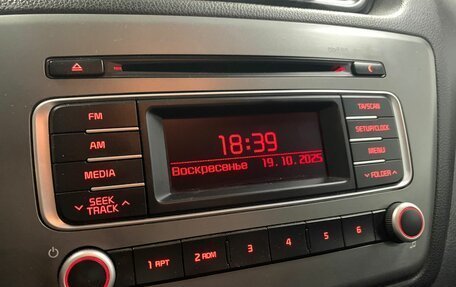 FM
AM
MEDIA
SEEK
TRACK
18:39
Воскресенье 19.10.2025
TA/SCAN
SETUP/CLOCK
MENU
FOLDER
1 RPT
2 RDM
3
4
5
6